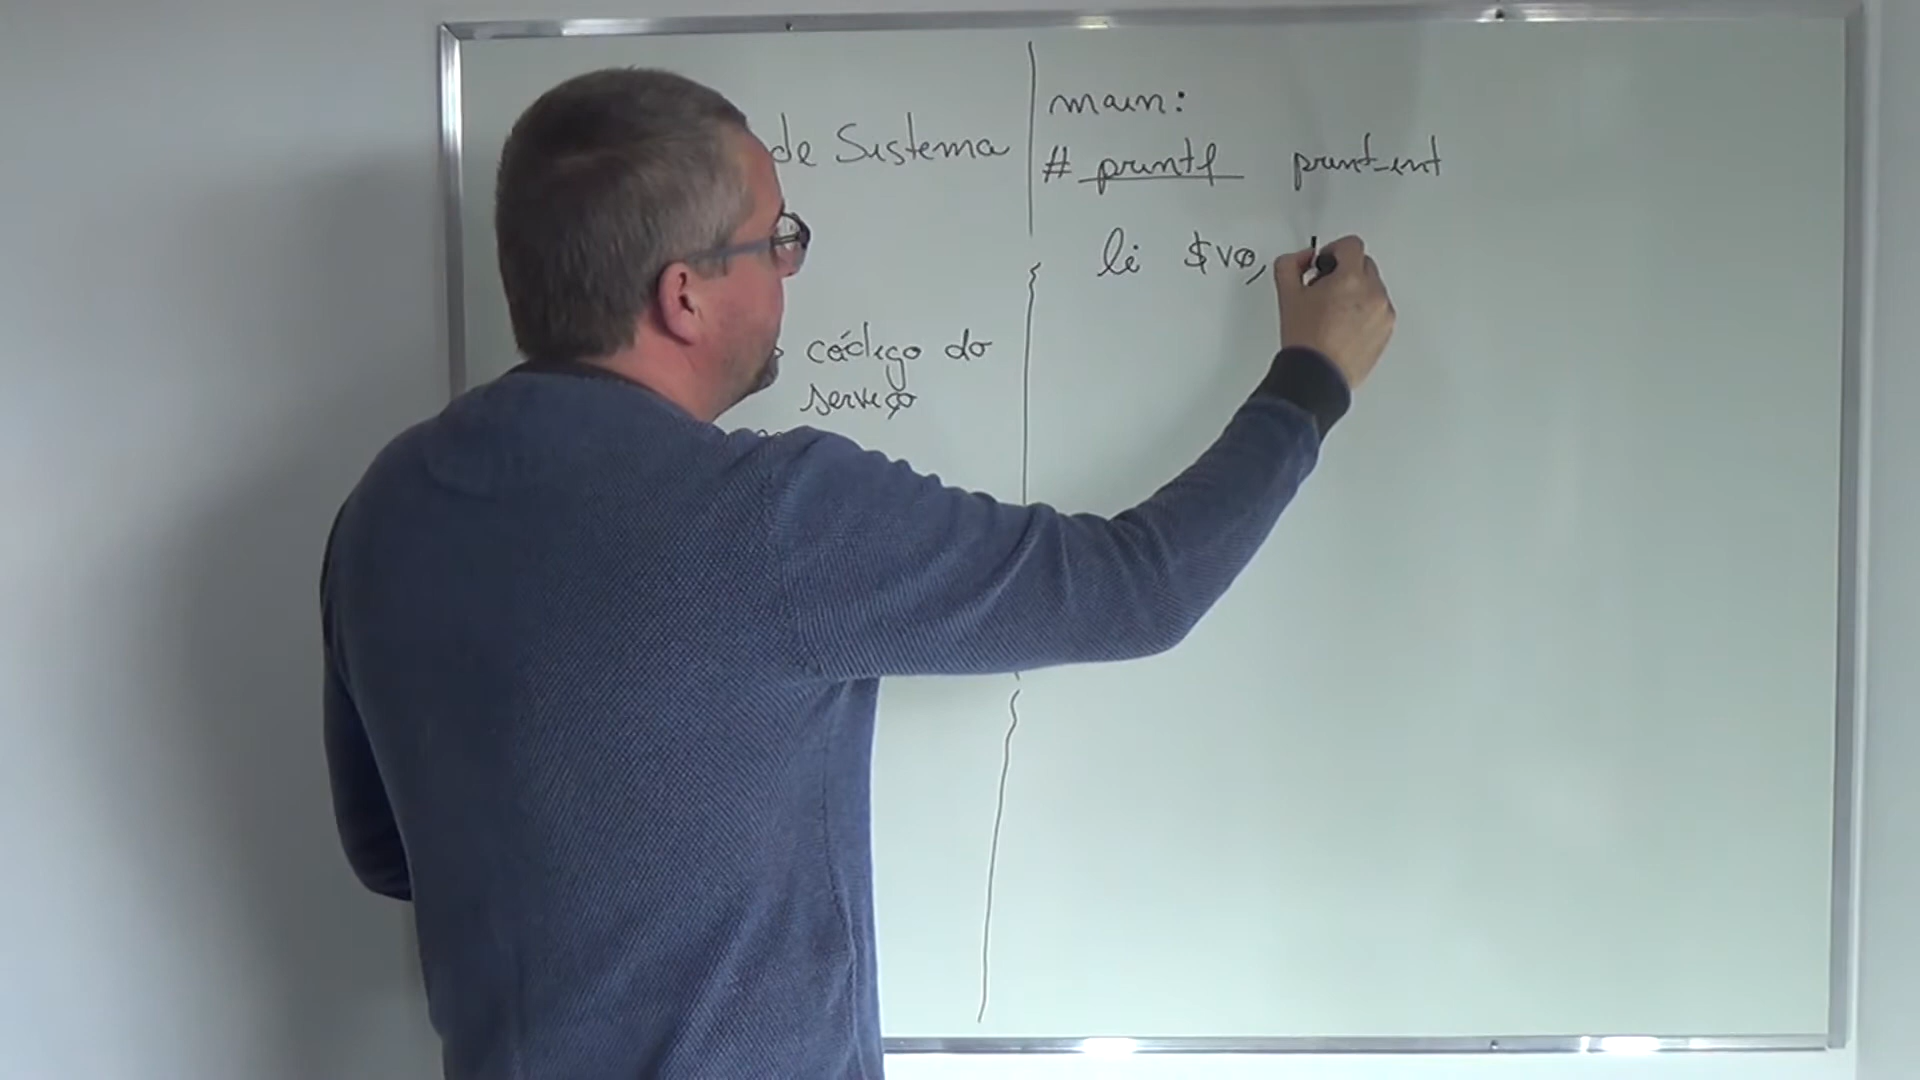 de Sistema
código do
serviço
main:
# printf print_int
li $v0,